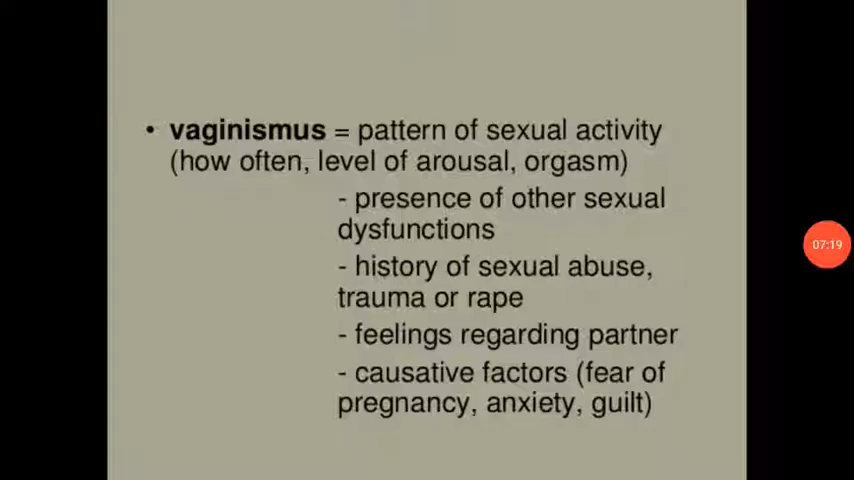 • vaginismus = pattern of sexual activity
(how often, level of arousal, orgasm)
- presence of other sexual
dysfunctions
- history of sexual abuse,
trauma or rape
- feelings regarding partner
- causative factors (fear of
pregnancy, anxiety, guilt)
07:19